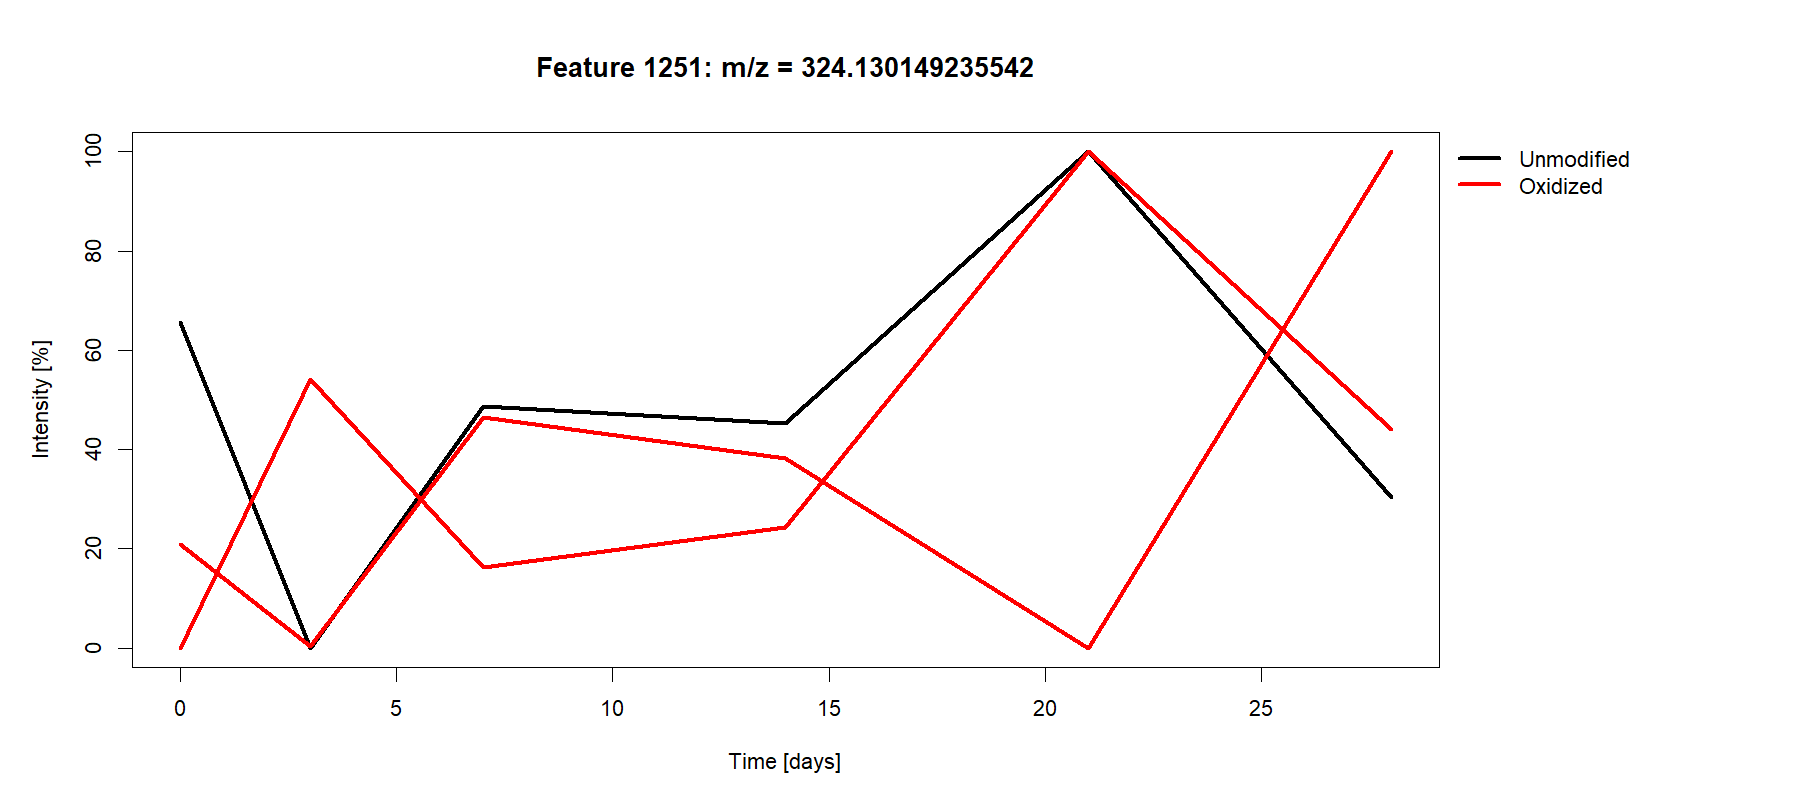 Feature 1251: m/z = 324.130149235542
100
80
60
40
20
0
Intensity [%]
0 5 10 15 20 25
Time [days]
Unmodified
Oxidized